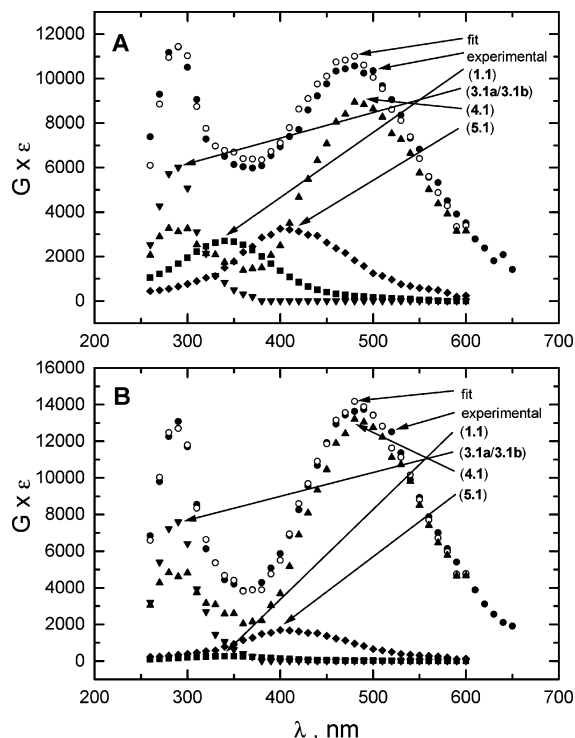 A
12000
10000
8000
6000
4000
2000
0
G x ε
fit
experimental
(1.1)
(3.1a/3.1b)
(4.1)
(5.1)
200 300 400 500 600 700
B
16000
14000
12000
10000
8000
6000
4000
2000
0
G x ε
fit
experimental
(1.1)
(3.1a/3.1b)
(4.1)
(5.1)
200 300 400 500 600 700
λ , nm